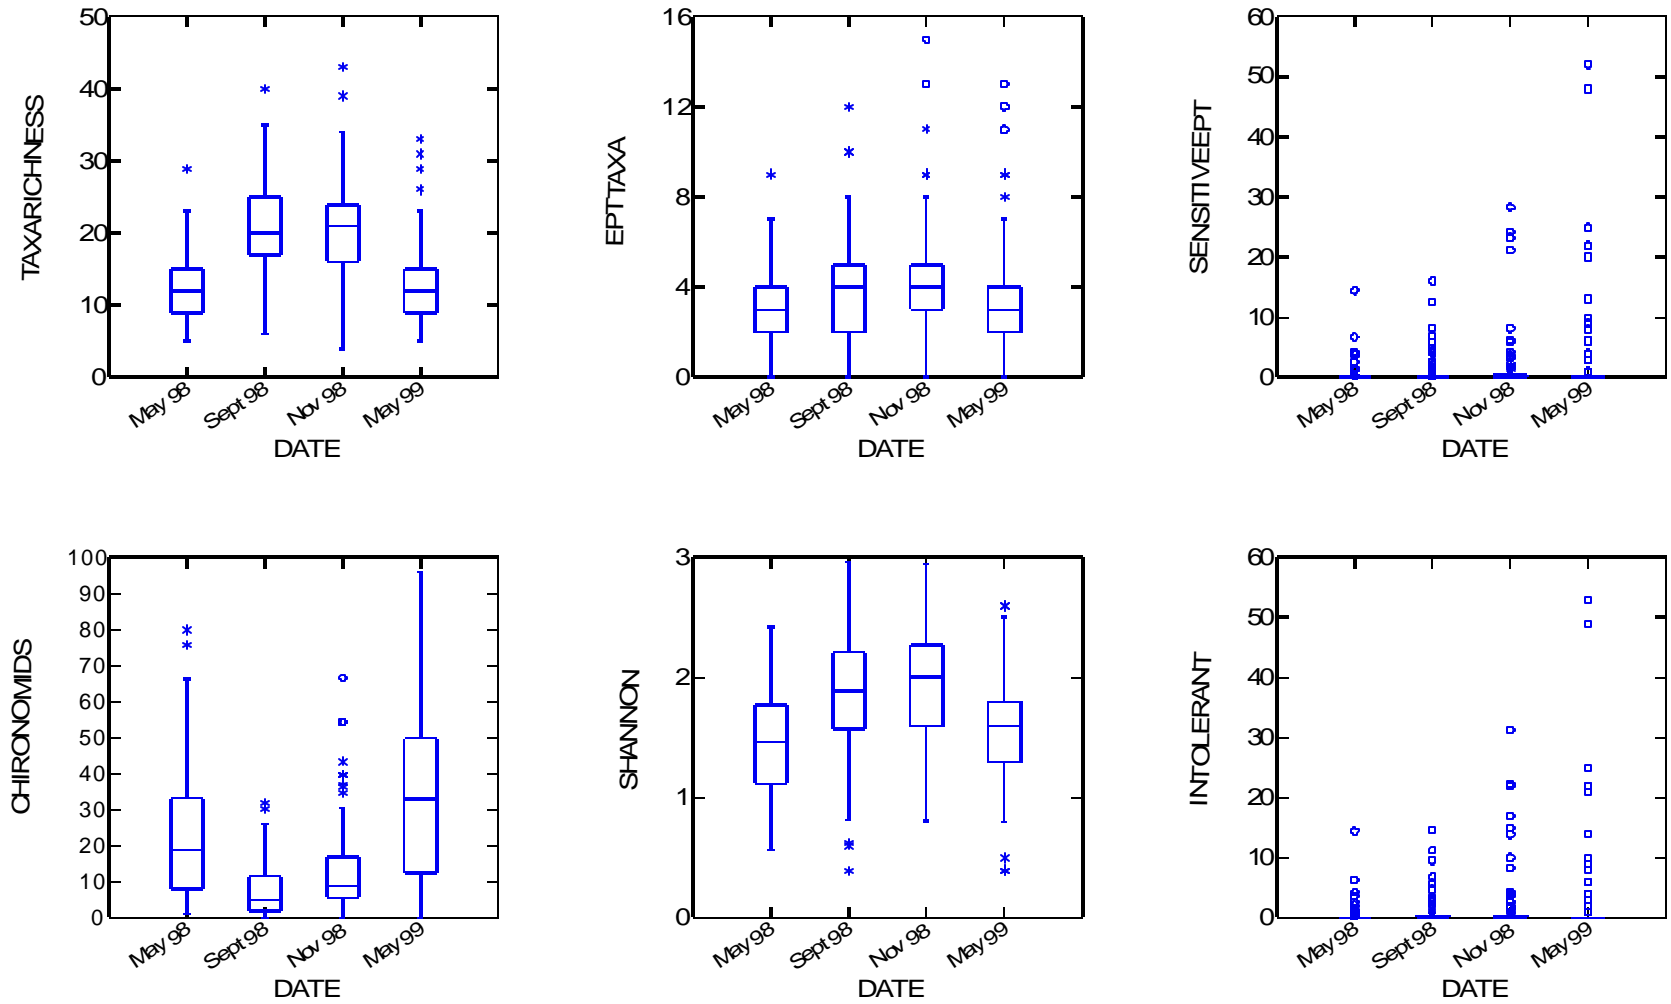 50
40
30
20
10
0
TAXARICHNESS
May 98
Sept 98
Nov 98
May 99
DATE
16
12
8
4
0
EPTTAXA
May 98
Sept 98
Nov 98
May 99
DATE
60
50
40
30
20
10
0
SENSITIVEEPT
May 98
Sept 98
Nov 98
May 99
DATE
100
90
80
70
60
50
40
30
20
10
0
CHIRONOMIDS
May 98
Sept 98
Nov 98
May 99
DATE
3
2
1
0
SHANNON
May 98
Sept 98
Nov 98
May 99
DATE
60
50
40
30
20
10
0
INTOLERANT
May 98
Sept 98
Nov 98
May 99
DATE